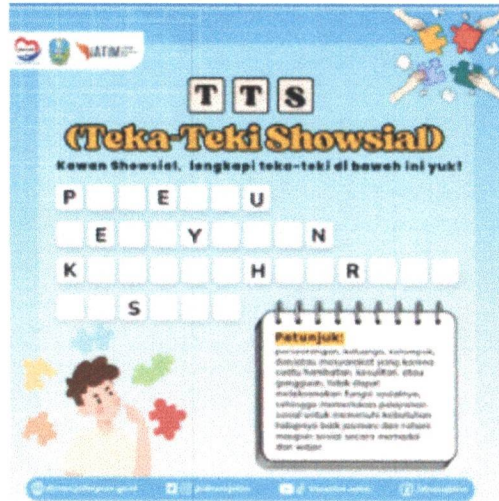 JATIM
T T S
(Teka-Teki Showsial)
Kawan Showsial, lengkapi teka-teki di bawah ini yuk!
P E U
E Y N
K H R
S
Petunjuk:
perseorangan, keluarga, kelompok,
dan/atau masyarakat yang karena
suatu hambatan, kesulitan, atau
gangguan, tidak dapat
melaksanakan fungsi sosialnya,
sehingga memerlukan pelayanan
sosial untuk memenuhi kebutuhan
hidupnya baik jasmani dan rohani
maupun sosial secara memadai
dan wajar